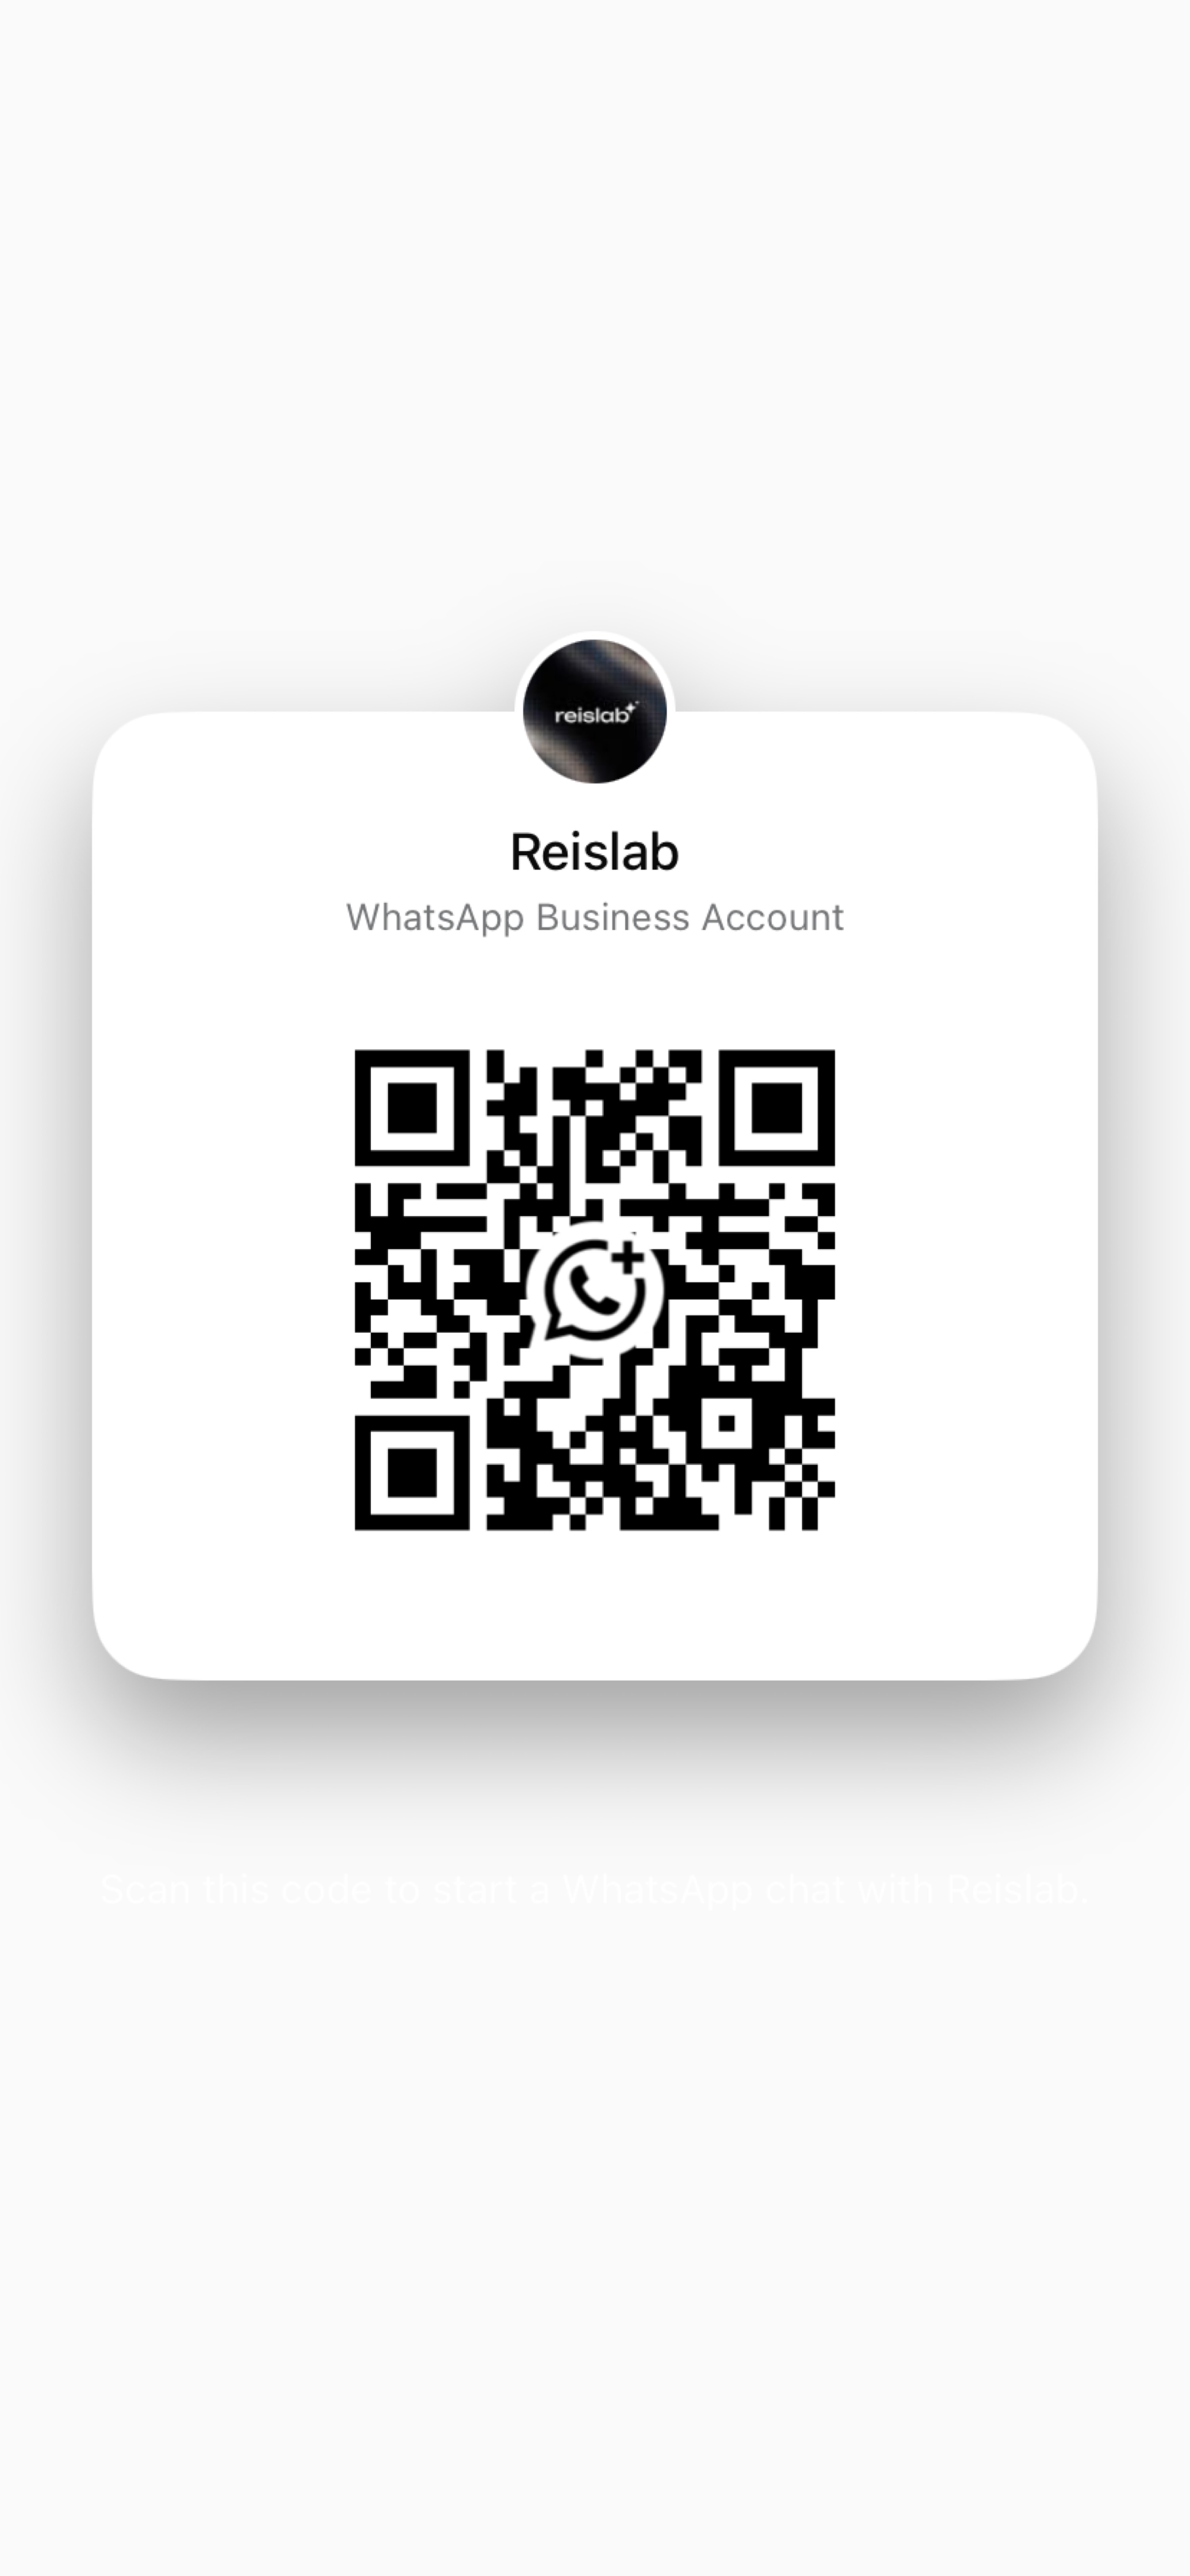 reislab
Reislab
WhatsApp Business Account
Scan this code to start a WhatsApp chat with Reislab.